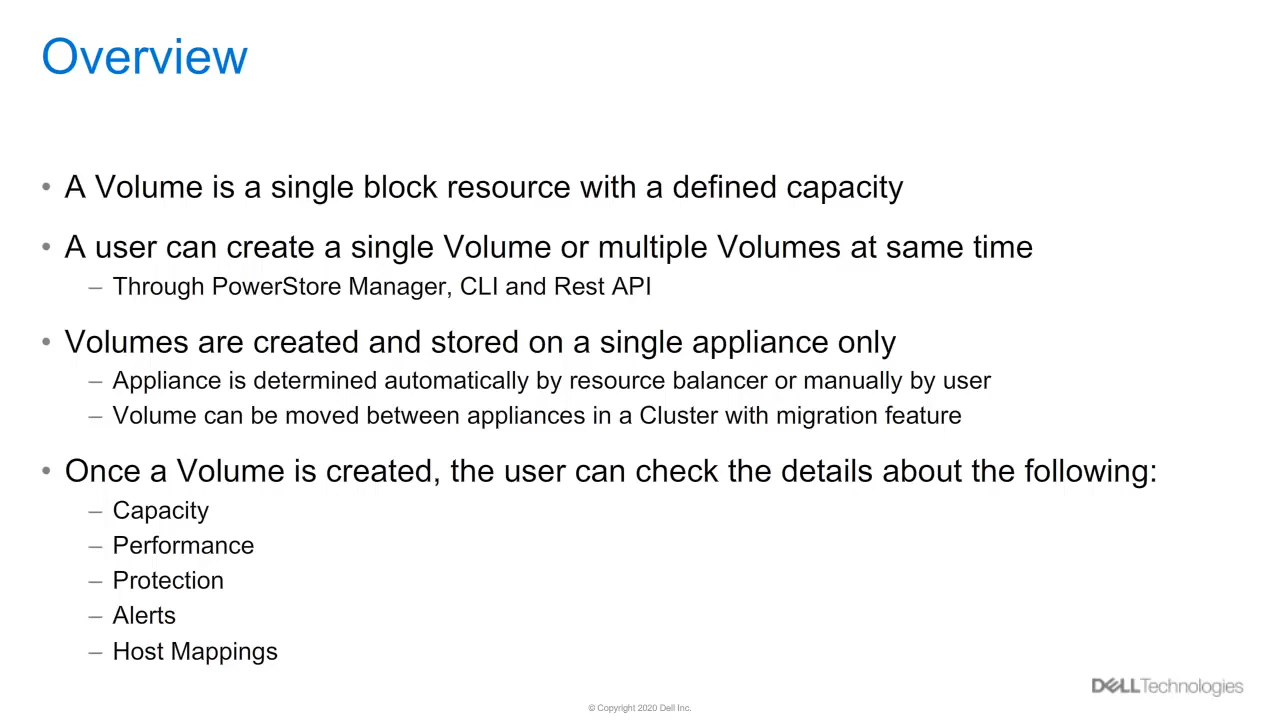 Overview
• A Volume is a single block resource with a defined capacity
• A user can create a single Volume or multiple Volumes at same time
– Through PowerStore Manager, CLI and Rest API
• Volumes are created and stored on a single appliance only
– Appliance is determined automatically by resource balancer or manually by user
– Volume can be moved between appliances in a Cluster with migration feature
• Once a Volume is created, the user can check the details about the following:
– Capacity
– Performance
– Protection
– Alerts
– Host Mappings
DELLTechnologies
© Copyright 2020 Dell Inc.